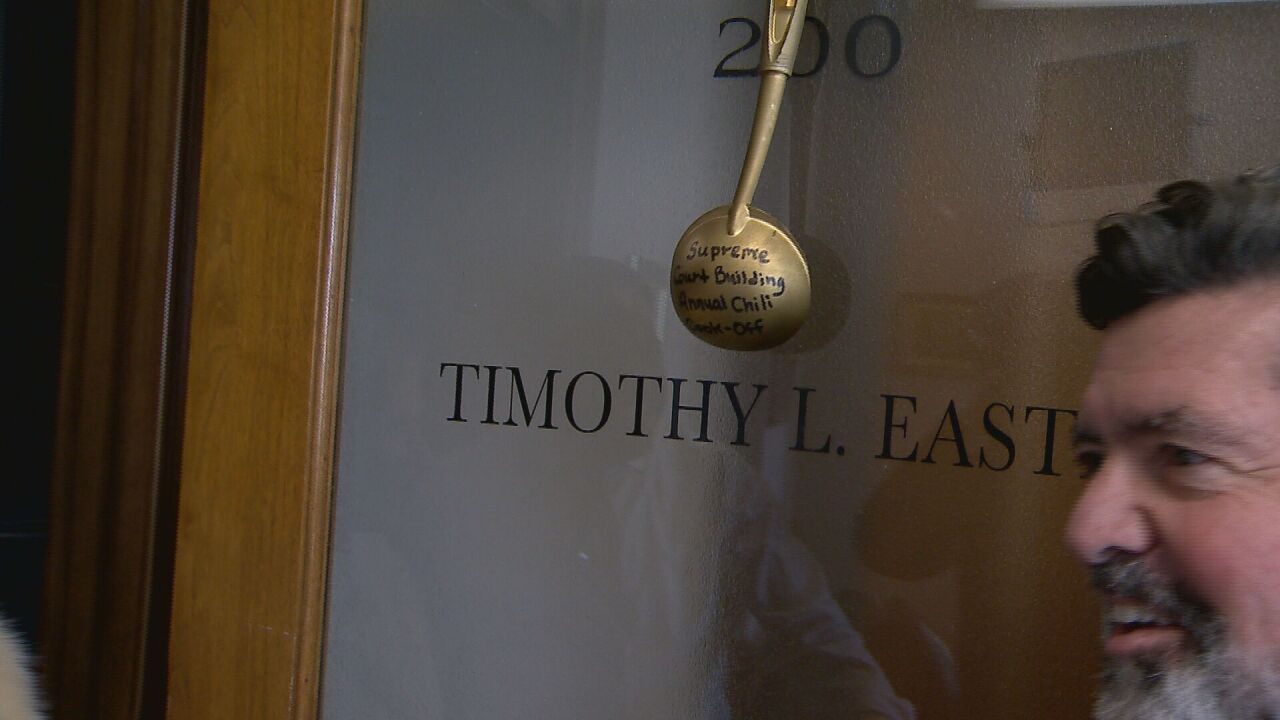 200
Supreme
Court Building
Annual Chili
Cook-Off
TIMOTHY L. EAST